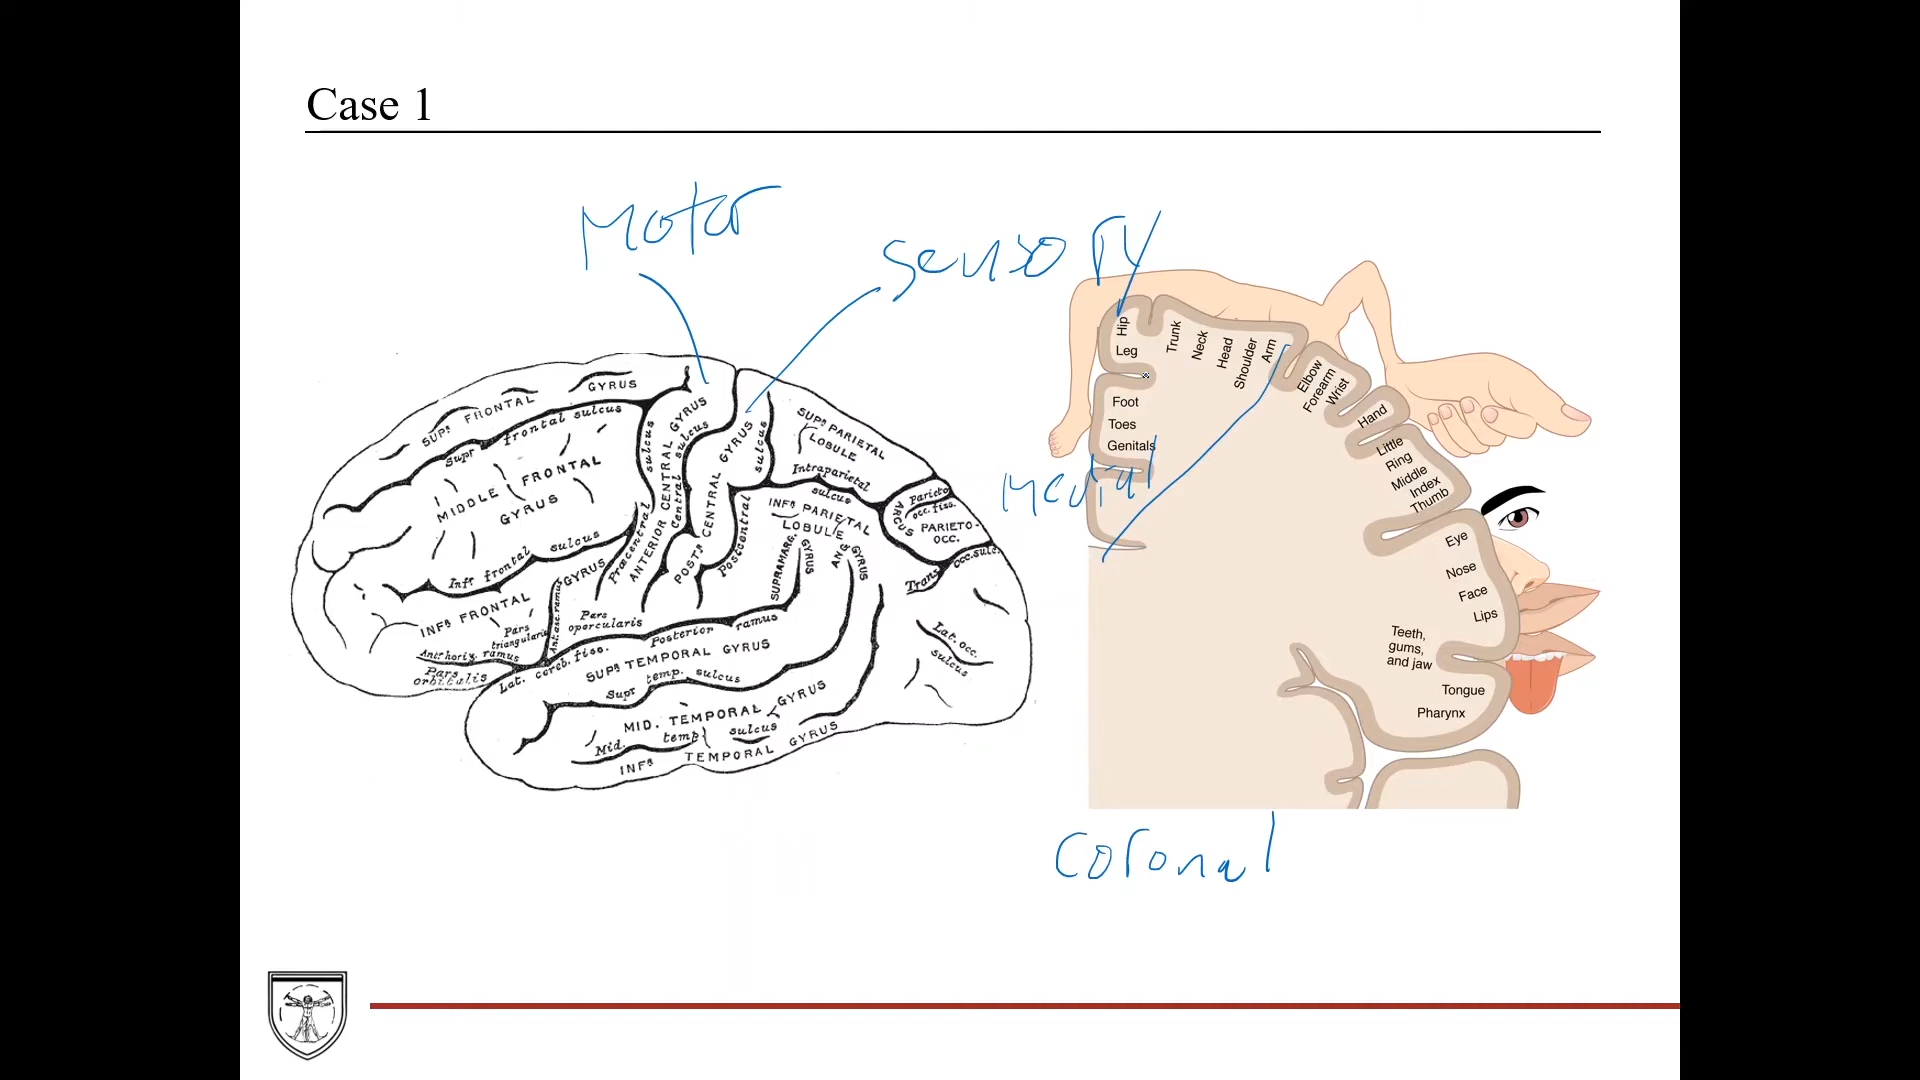 Case 1
Motor
sensory
SUPR FRONTAL GYRUS
Supr frontal sulcus
MIDDLE FRONTAL
GYRUS
Infr frontal sulcus
INFR FRONTAL GYRUS
Pars
triangularis
Ant. asc. ramus
Pars
opercularis
Ant. horiz. ramus
Pars
orbitalis
Præcentral sulcus
ANTERIOR CENTRAL GYRUS
Central sulcus
POSTR CENTRAL GYRUS
Postcentral sulcus
SUPR PARIETAL
LOBULE
Intraparietal
sulcus
INFR PARIETAL
LOBULE
SUPRAMARG.
GYRUS
ANG GYRUS
ARCUS
Parieto
occ. fiss.
PARIETO-
OCC.
Trans occ. sulc.
Lat. occ.
sulcus
Lat. cereb. fiss. Posterior ramus
SUPR TEMPORAL GYRUS
Supr temp. sulcus
MID. TEMPORAL GYRUS
Mid. temp. sulcus
INFR TEMPORAL GYRUS
Hip
Leg
Foot
Toes
Genitals
Trunk
Neck
Head
Shoulder
Arm
Elbow
Forearm
Wrist
Hand
Little
Ring
Middle
Index
Thumb
Eye
Nose
Face
Lips
Teeth,
gums,
and jaw
Tongue
Pharynx
Medial
coronal